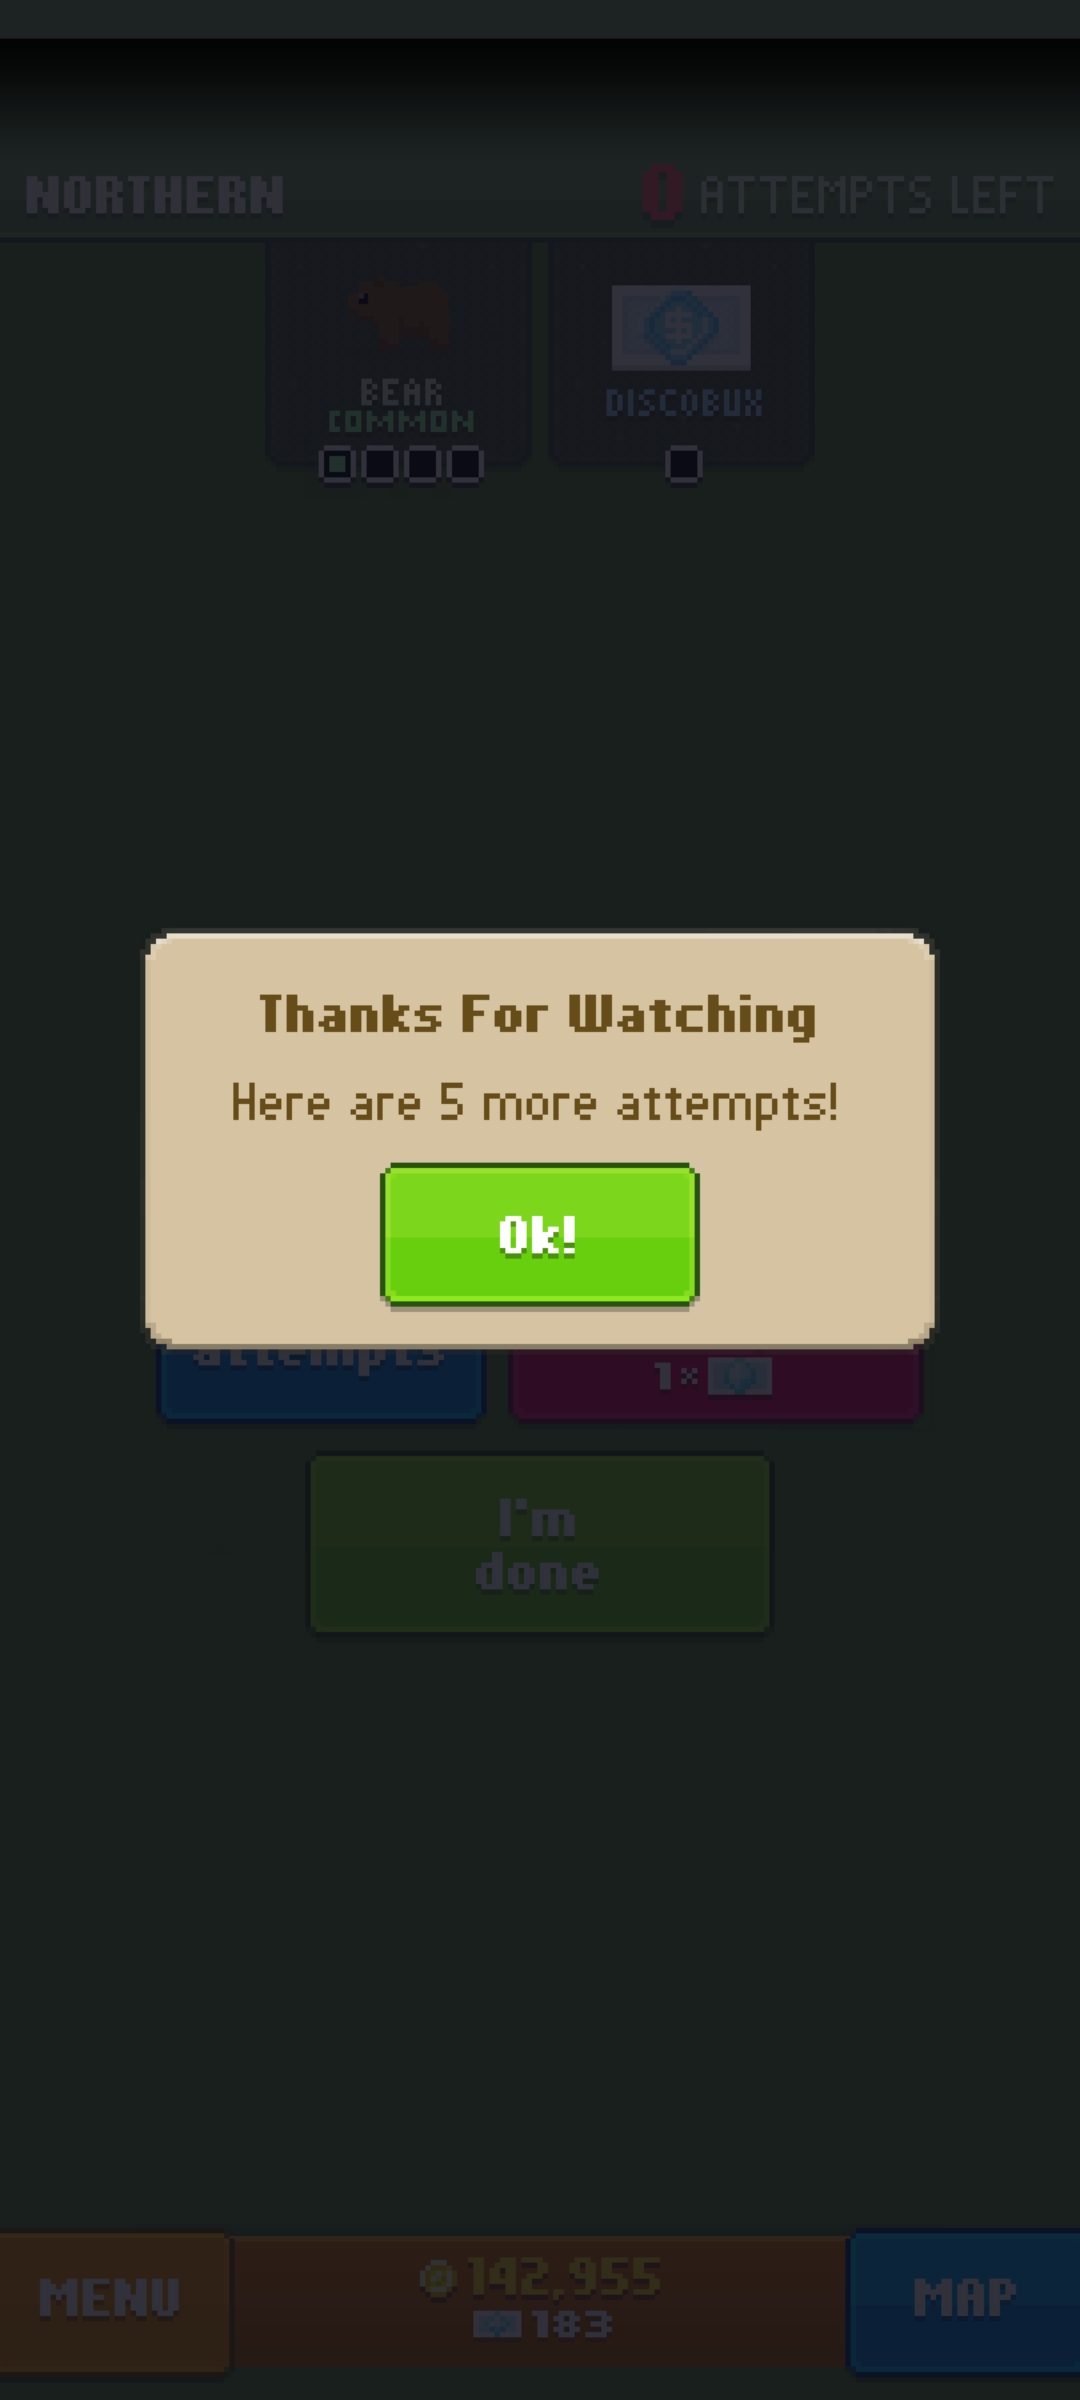 NORTHERN
0 ATTEMPTS LEFT
BEAR
COMMON
$
DISCOBUX
Thanks For Watching
Here are 5 more attempts!
Ok!
attempts
1×
I'm
done
MENU
142,955
183
MAP